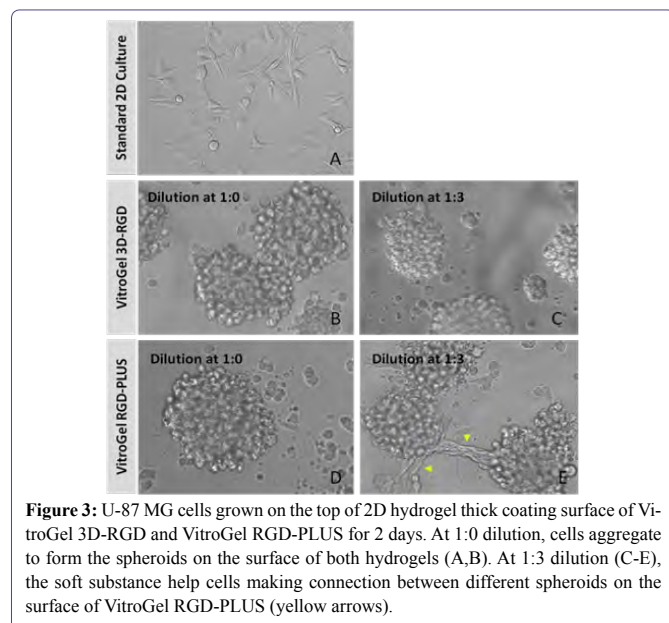 Standard 2D Culture
A
VitroGel 3D-RGD
Dilution at 1:0
B
Dilution at 1:3
C
VitroGel RGD-PLUS
Dilution at 1:0
D
Dilution at 1:3
E
Figure 3: U-87 MG cells grown on the top of 2D hydrogel thick coating surface of Vi-
troGel 3D-RGD and VitroGel RGD-PLUS for 2 days. At 1:0 dilution, cells aggregate
to form the spheroids on the surface of both hydrogels (A,B). At 1:3 dilution (C-E),
the soft substance help cells making connection between different spheroids on the
surface of VitroGel RGD-PLUS (yellow arrows).